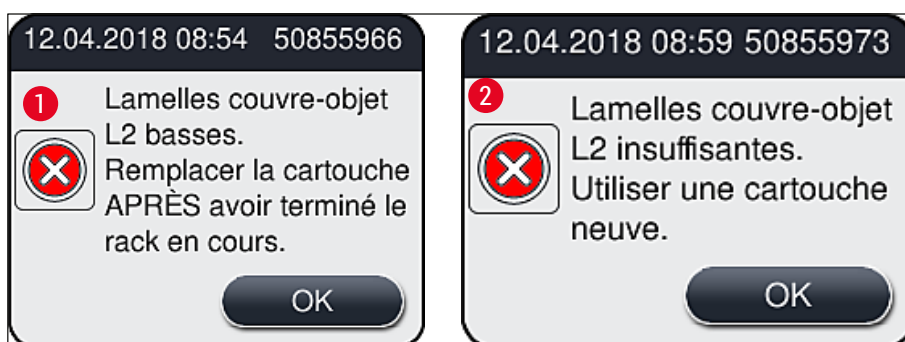 12.04.2018 08:54 50855966
1
Lamelles couvre-objet
L2 basses.
Remplacer la cartouche
APRÈS avoir terminé le
rack en cours.
OK
12.04.2018 08:59 50855973
2
Lamelles couvre-objet
L2 insuffisantes.
Utiliser une cartouche
neuve.
OK